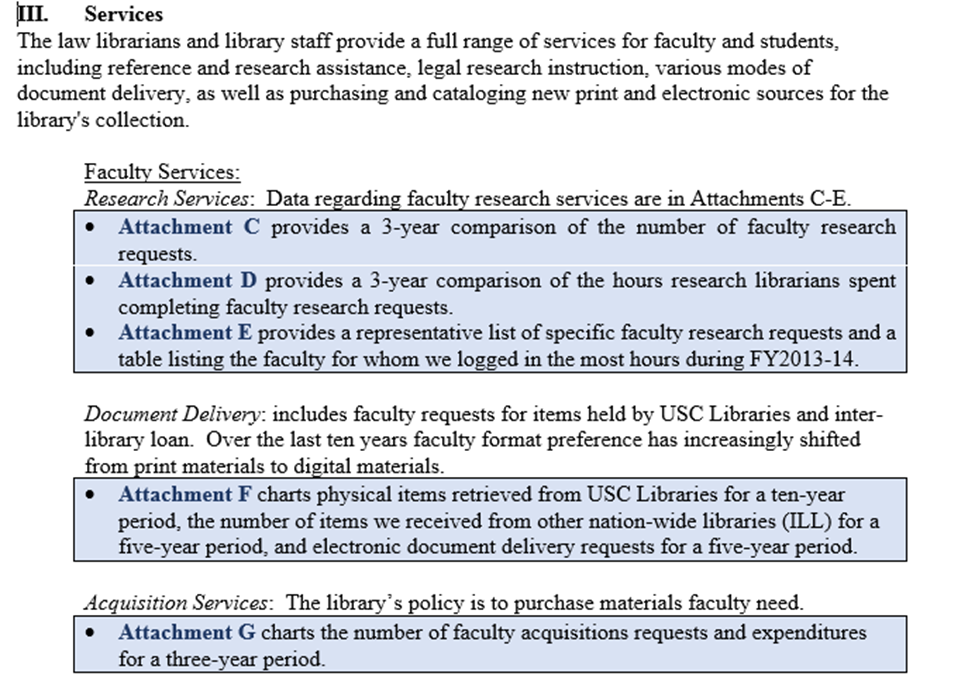 III. Services
The law librarians and library staff provide a full range of services for faculty and students,
including reference and research assistance, legal research instruction, various modes of
document delivery, as well as purchasing and cataloging new print and electronic sources for the
library's collection.
Faculty Services:
Research Services: Data regarding faculty research services are in Attachments C-E.
• Attachment C provides a 3-year comparison of the number of faculty research
requests.
• Attachment D provides a 3-year comparison of the hours research librarians spent
completing faculty research requests.
• Attachment E provides a representative list of specific faculty research requests and a
table listing the faculty for whom we logged in the most hours during FY2013-14.
Document Delivery: includes faculty requests for items held by USC Libraries and inter-
library loan. Over the last ten years faculty format preference has increasingly shifted
from print materials to digital materials.
• Attachment F charts physical items retrieved from USC Libraries for a ten-year
period, the number of items we received from other nation-wide libraries (ILL) for a
five-year period, and electronic document delivery requests for a five-year period.
Acquisition Services: The library’s policy is to purchase materials faculty need.
• Attachment G charts the number of faculty acquisitions requests and expenditures
for a three-year period.